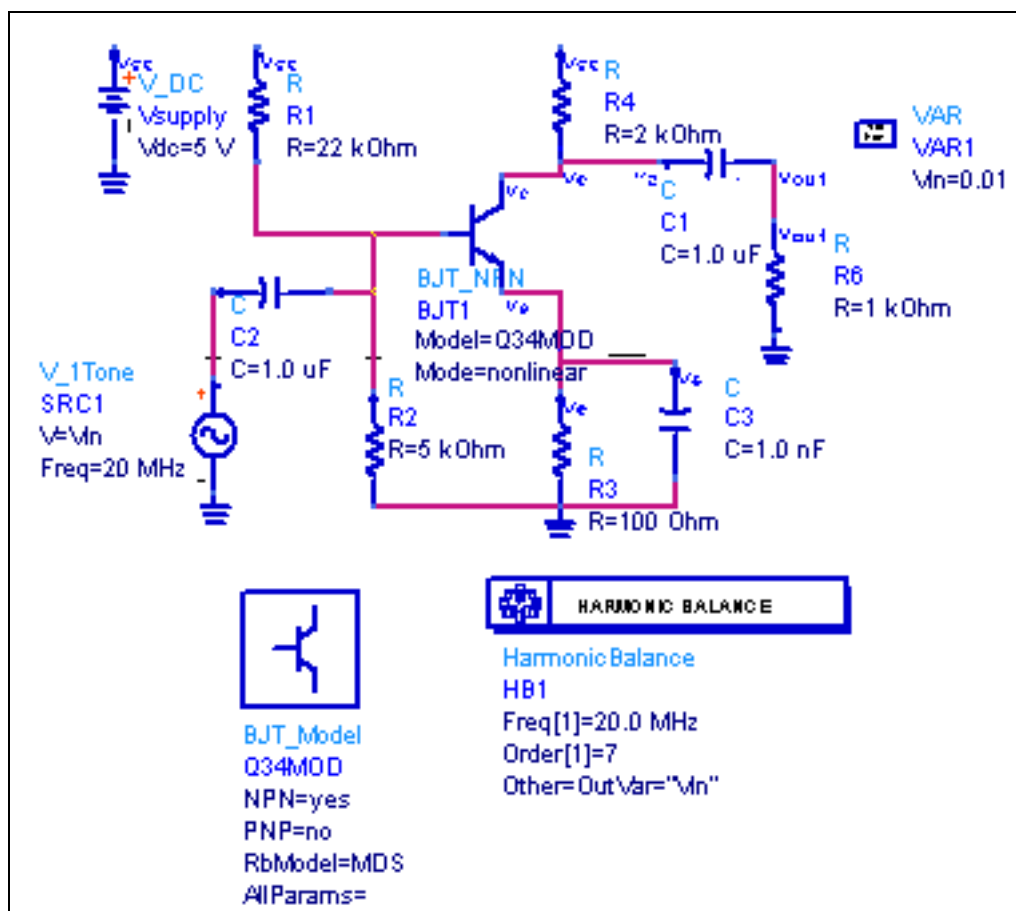 Vcc
V_DC
Vsupply
Vdc=5 V
Vcc
R
R1
R=22 kOhm
Vcc
R
R4
R=2 kOhm
VAR
VAR1
Vin=0.01
Vc
Vc
C
C1
C=1.0 uF
Vout
Vout
R
R6
R=1 kOhm
BJT_NPN
BJT1
Model=Q34MOD
Mode=nonlinear
Ve
C
C2
C=1.0 uF
V_1Tone
SRC1
V=Vin
Freq=20 MHz
R
R2
R=5 kOhm
Ve
R
R3
R=100 Ohm
C
C3
C=1.0 nF
HARMONIC BALANCE
HarmonicBalance
HB1
Freq[1]=20.0 MHz
Order[1]=7
Other=OutVar="Vin"
BJT_Model
Q34MOD
NPN=yes
PNP=no
RbModel=MDS
AllParams=